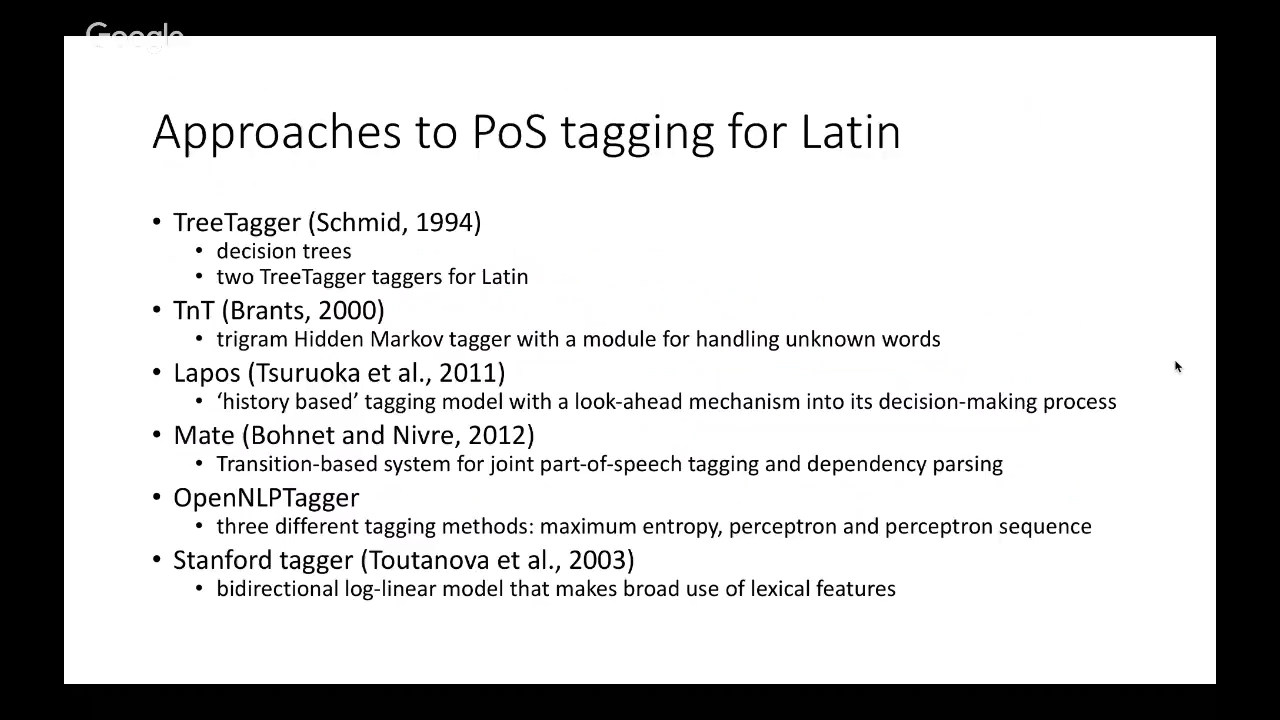 Google
Approaches to PoS tagging for Latin
• TreeTagger (Schmid, 1994)
• decision trees
• two TreeTagger taggers for Latin
• TnT (Brants, 2000)
• trigram Hidden Markov tagger with a module for handling unknown words
• Lapos (Tsuruoka et al., 2011)
• ‘history based’ tagging model with a look-ahead mechanism into its decision-making process
• Mate (Bohnet and Nivre, 2012)
• Transition-based system for joint part-of-speech tagging and dependency parsing
• OpenNLPTagger
• three different tagging methods: maximum entropy, perceptron and perceptron sequence
• Stanford tagger (Toutanova et al., 2003)
• bidirectional log-linear model that makes broad use of lexical features